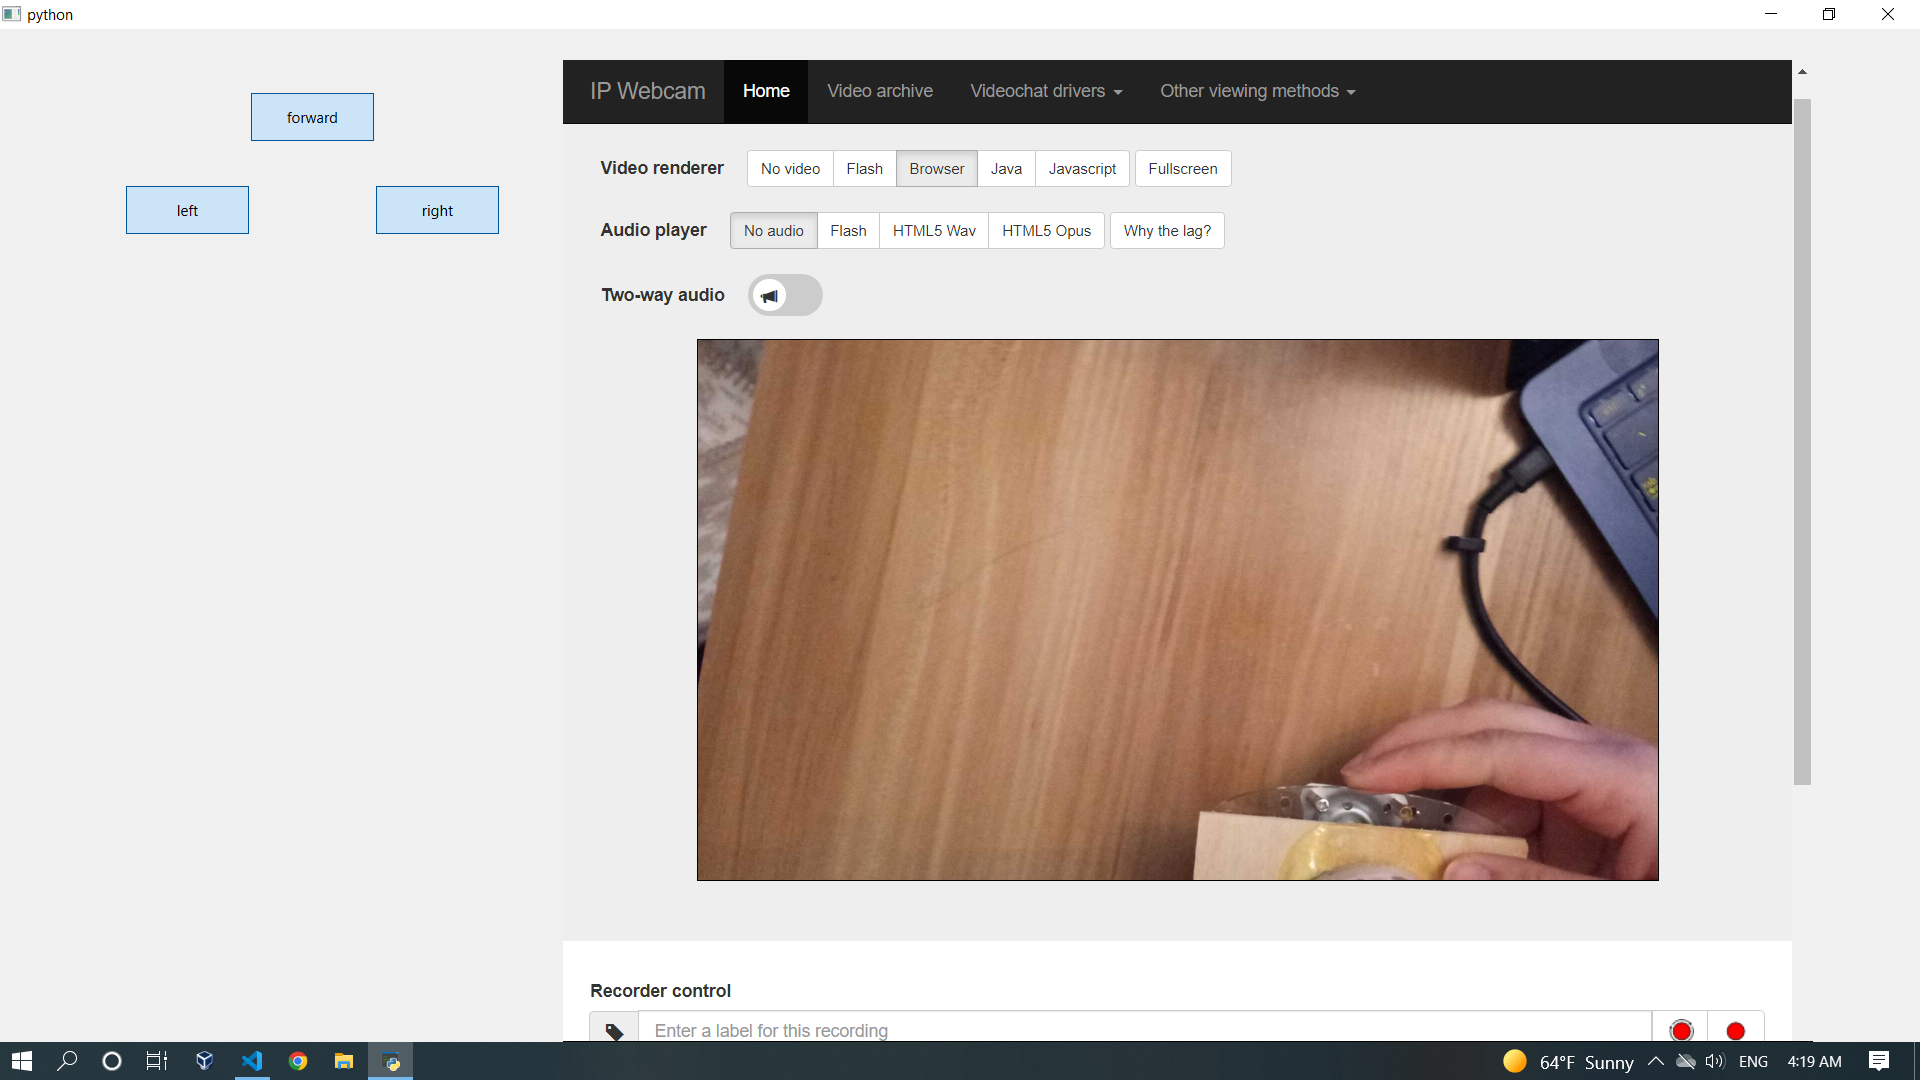 python
forward
left
right
IP Webcam Home Video archive Videochat drivers Other viewing methods
Video renderer No video Flash Browser Java Javascript Fullscreen
Audio player No audio Flash HTML5 Wav HTML5 Opus Why the lag?
Two-way audio
Recorder control
Enter a label for this recording
64°F Sunny ENG 4:19 AM